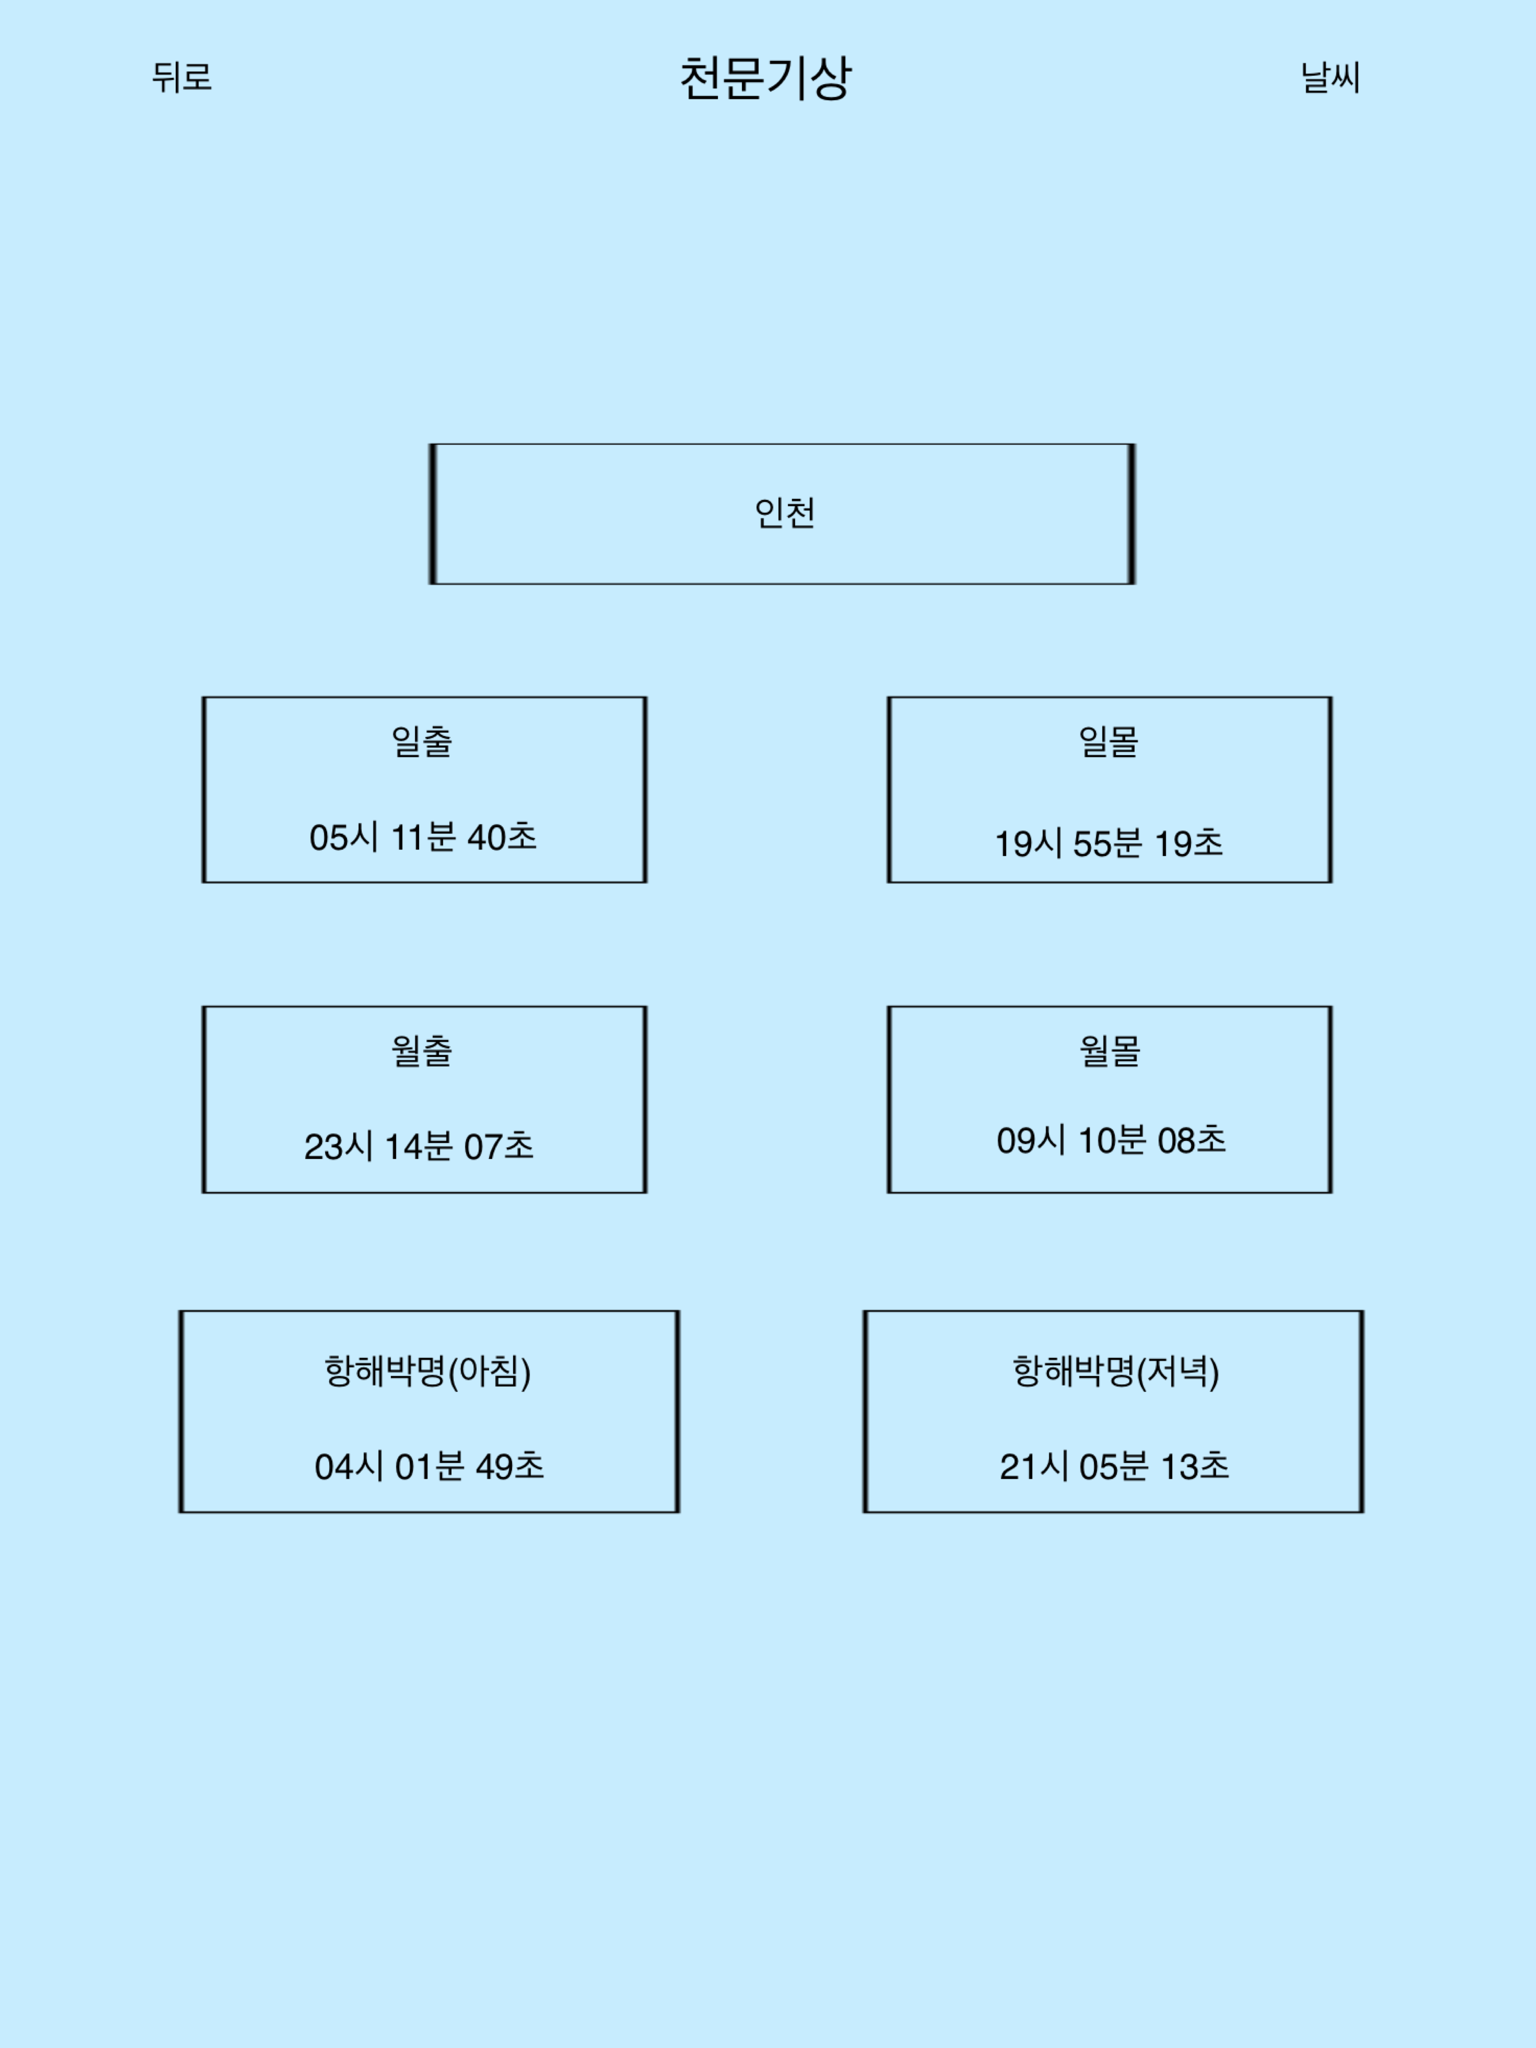 뒤로
천문기상
날씨
인천
일출
05시 11분 40초
일몰
19시 55분 19초
월출
23시 14분 07초
월몰
09시 10분 08초
항해박명(아침)
04시 01분 49초
항해박명(저녁)
21시 05분 13초